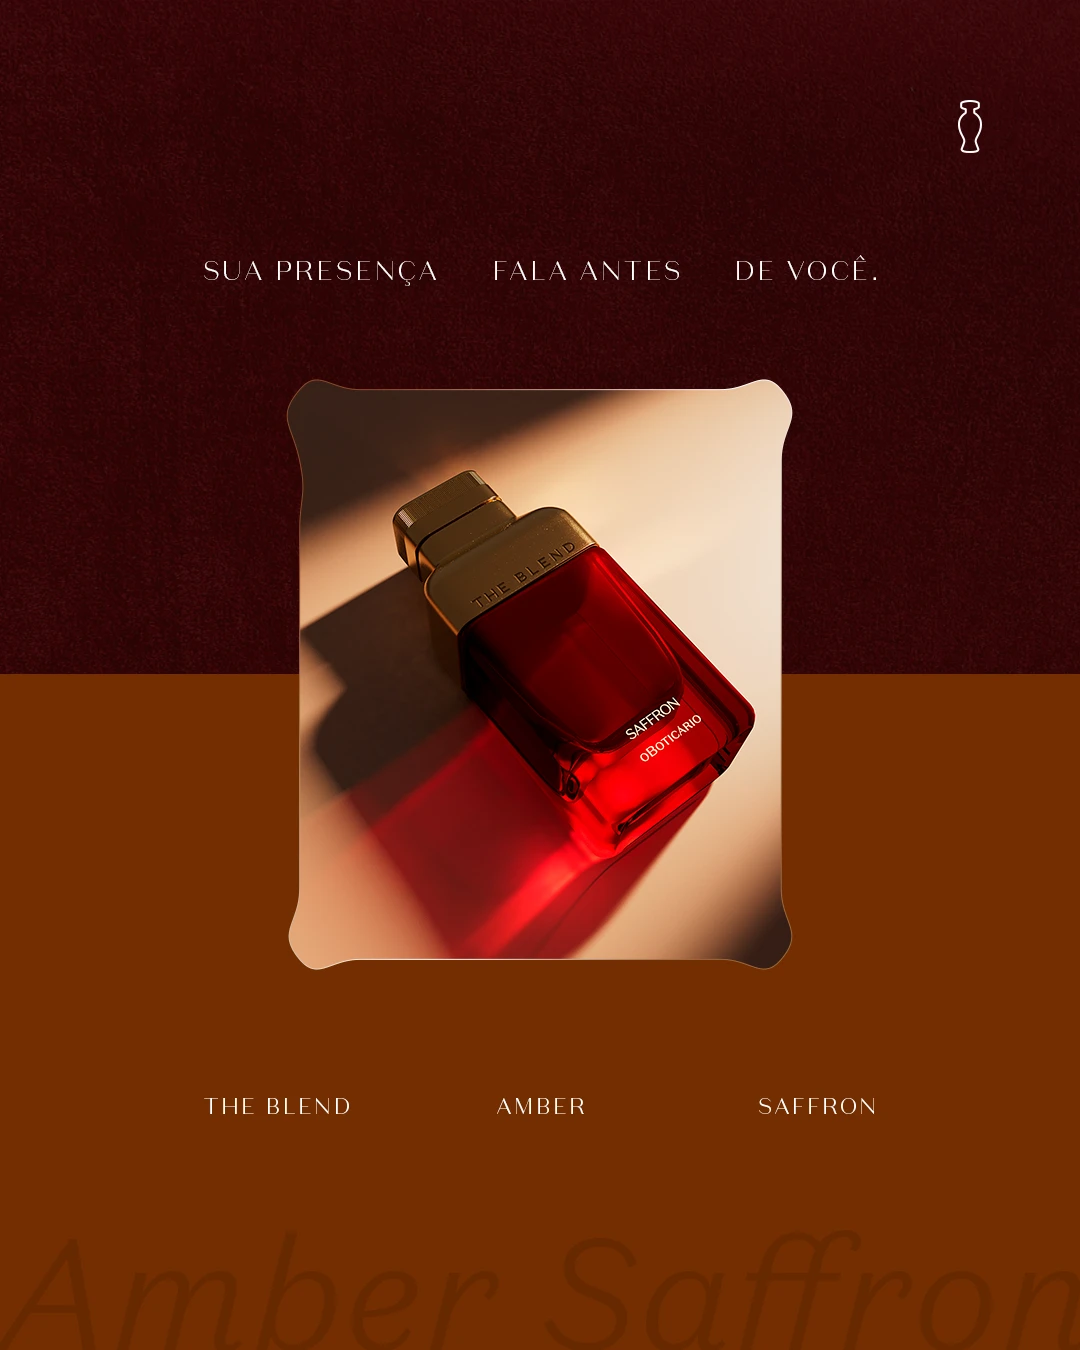 SUA PRESENÇA FALA ANTES DE VOCÊ.
THE BLEND
SAFFRON
OBOTICÁRIO
THE BLEND AMBER SAFFRON
Amber Saffron